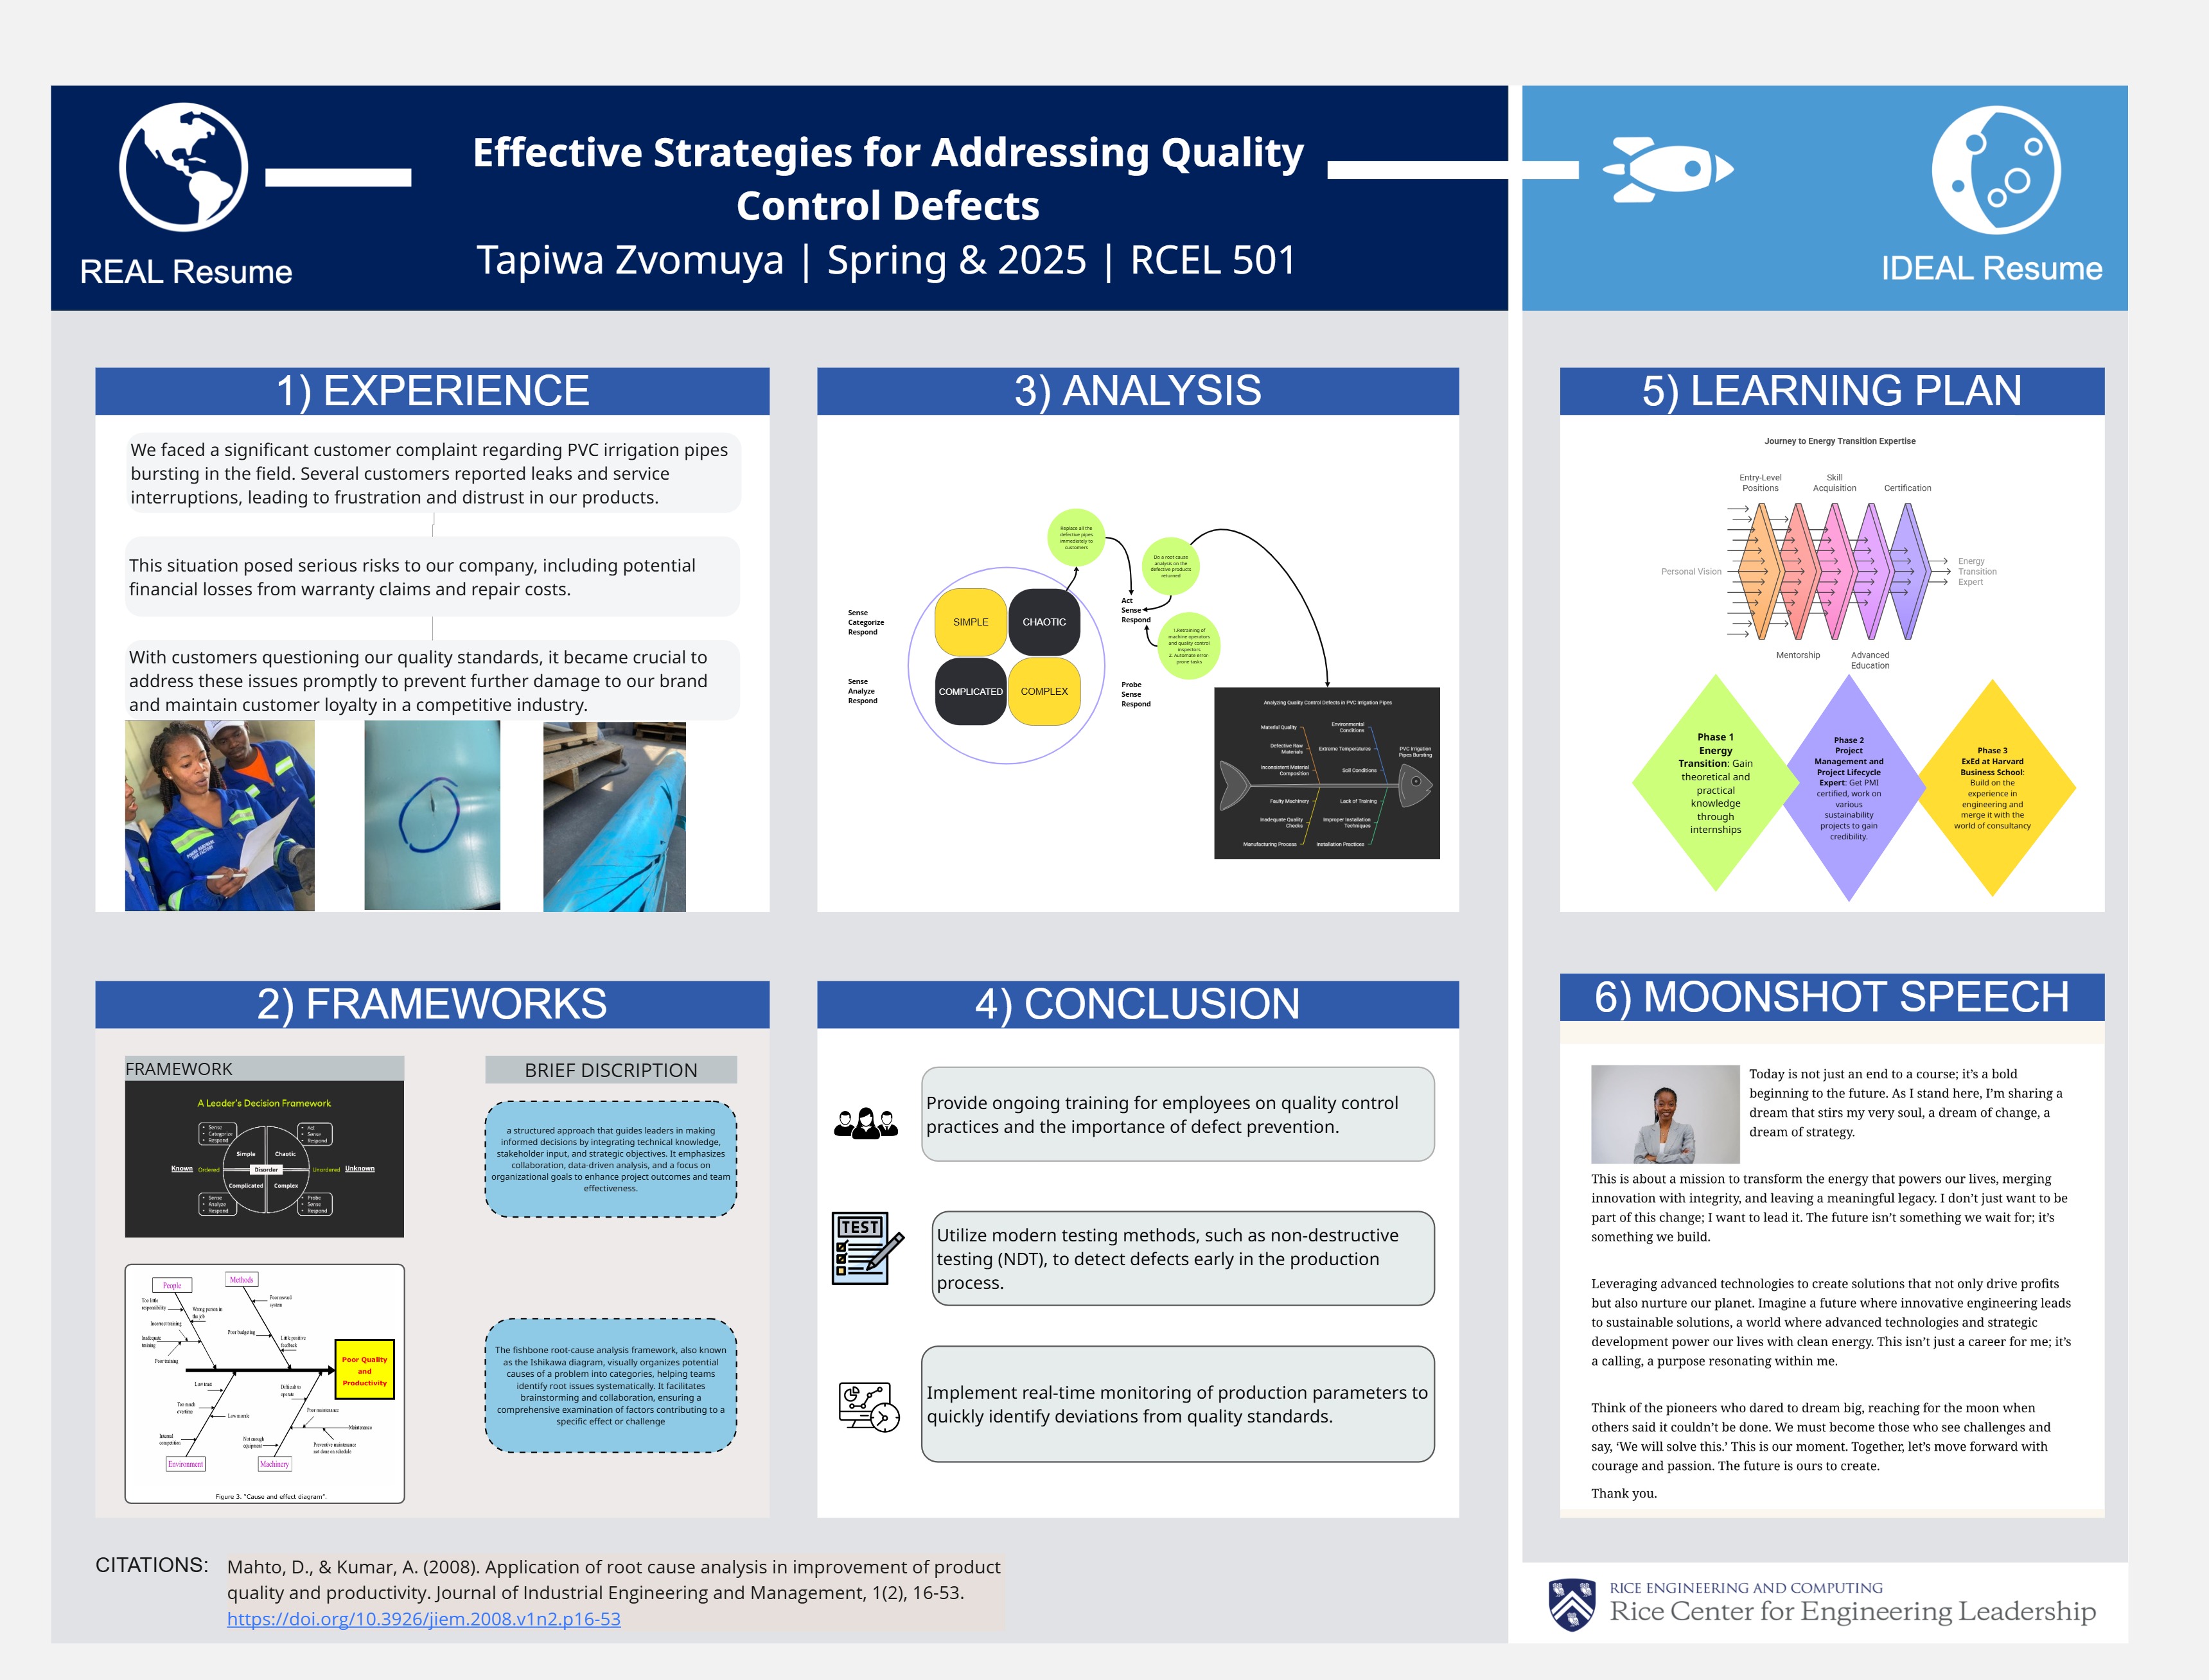 Effective Strategies for Addressing Quality
Control Defects
Tapiwa Zvomuya | Spring & 2025 | RCEL 501
REAL Resume
IDEAL Resume
1) EXPERIENCE
We faced a significant customer complaint regarding PVC irrigation pipes
bursting in the field. Several customers reported leaks and service
interruptions, leading to frustration and distrust in our products.
This situation posed serious risks to our company, including potential
financial losses from warranty claims and repair costs.
With customers questioning our quality standards, it became crucial to
address these issues promptly to prevent further damage to our brand
and maintain customer loyalty in a competitive industry.
2) FRAMEWORKS
FRAMEWORK
A Leader's Decision Framework
• Sense
• Categorize
• Respond
• Act
• Sense
• Respond
Simple
Chaotic
Known
Ordered
Disorder
Unordered
Unknown
Complicated
Complex
• Sense
• Analyze
• Respond
• Probe
• Sense
• Respond
BRIEF DISCRIPTION
a structured approach that guides leaders in making
informed decisions by integrating technical knowledge,
stakeholder input, and strategic objectives. It emphasizes
collaboration, data-driven analysis, and a focus on
organizational goals to enhance project outcomes and team
effectiveness.
People
Methods
Too little
responsibility
Wrong person in
the job
Incorrect training
Inadequate
training
Poor training
Poor reward
system
Poor budgeting
Little positive
feedback
Poor Quality
and
Productivity
Low trust
Too much
overtime
Low morale
Internal
competition
Difficult to
operate
Poor maintenance
Maintenance
Not enough
equipment
Preventive maintenance
not done on schedule
Environment
Machinery
Figure 3. "Cause and effect diagram".
The fishbone root-cause analysis framework, also known
as the Ishikawa diagram, visually organizes potential
causes of a problem into categories, helping teams
identify root issues systematically. It facilitates
brainstorming and collaboration, ensuring a
comprehensive examination of factors contributing to a
specific effect or challenge
3) ANALYSIS
Replace all the
defective pipes
immediately to
customers
Do a root cause
analysis on the
defective products
returned
Act
Sense
Respond
1.Retraining of
machine operators
and quality control
inspectors
2. Automate error-
prone tasks
Sense
Categorize
Respond
SIMPLE
CHAOTIC
COMPLICATED
COMPLEX
Sense
Analyze
Respond
Probe
Sense
Respond
Analyzing Quality Control Defects in PVC Irrigation Pipes
Material Quality
Environmental
Conditions
Defective Raw
Materials
Extreme Temperatures
PVC Irrigation
Pipes Bursting
Inconsistent Material
Composition
Soil Conditions
Faulty Machinery
Lack of Training
Inadequate Quality
Checks
Improper Installation
Techniques
Manufacturing Process
Installation Practices
4) CONCLUSION
Provide ongoing training for employees on quality control
practices and the importance of defect prevention.
TEST
Utilize modern testing methods, such as non-destructive
testing (NDT), to detect defects early in the production
process.
Implement real-time monitoring of production parameters to
quickly identify deviations from quality standards.
5) LEARNING PLAN
Journey to Energy Transition Expertise
Entry-Level
Positions
Skill
Acquisition
Certification
Personal Vision
Energy
Transition
Expert
Mentorship
Advanced
Education
Phase 1
Energy
Transition: Gain
theoretical and
practical
knowledge
through
internships
Phase 2
Project
Management and
Project Lifecycle
Expert: Get PMI
certified, work on
various
sustainability
projects to gain
credibility.
Phase 3
ExEd at Harvard
Business School:
Build on the
experience in
engineering and
merge it with the
world of consultancy
6) MOONSHOT SPEECH
Today is not just an end to a course; it's a bold
beginning to the future. As I stand here, I'm sharing a
dream that stirs my very soul, a dream of change, a
dream of strategy.
This is about a mission to transform the energy that powers our lives, merging
innovation with integrity, and leaving a meaningful legacy. I don't just want to be
part of this change; I want to lead it. The future isn't something we wait for; it's
something we build.
Leveraging advanced technologies to create solutions that not only drive profits
but also nurture our planet. Imagine a future where innovative engineering leads
to sustainable solutions, a world where advanced technologies and strategic
development power our lives with clean energy. This isn't just a career for me; it's
a calling, a purpose resonating within me.
Think of the pioneers who dared to dream big, reaching for the moon when
others said it couldn't be done. We must become those who see challenges and
say, ‘We will solve this.’ This is our moment. Together, let's move forward with
courage and passion. The future is ours to create.
Thank you.
CITATIONS:
Mahto, D., & Kumar, A. (2008). Application of root cause analysis in improvement of product
quality and productivity. Journal of Industrial Engineering and Management, 1(2), 16-53.
https://doi.org/10.3926/jiem.2008.v1n2.p16-53
RICE ENGINEERING AND COMPUTING
Rice Center for Engineering Leadership